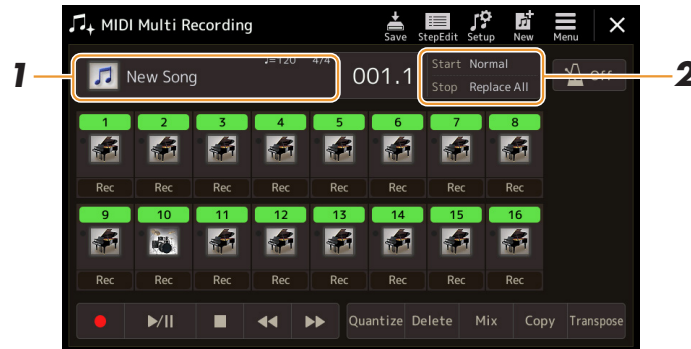 MIDI Multi Recording
Save StepEdit Setup New Menu
1
New Song
♩=120 4/4
001.1
Start Normal
Stop Replace All
Off
2
1 2 3 4 5 6 7 8
Rec Rec Rec Rec Rec Rec Rec Rec
9 10 11 12 13 14 15 16
Rec Rec Rec Rec Rec Rec Rec Rec
Quantize Delete Mix Copy Transpose